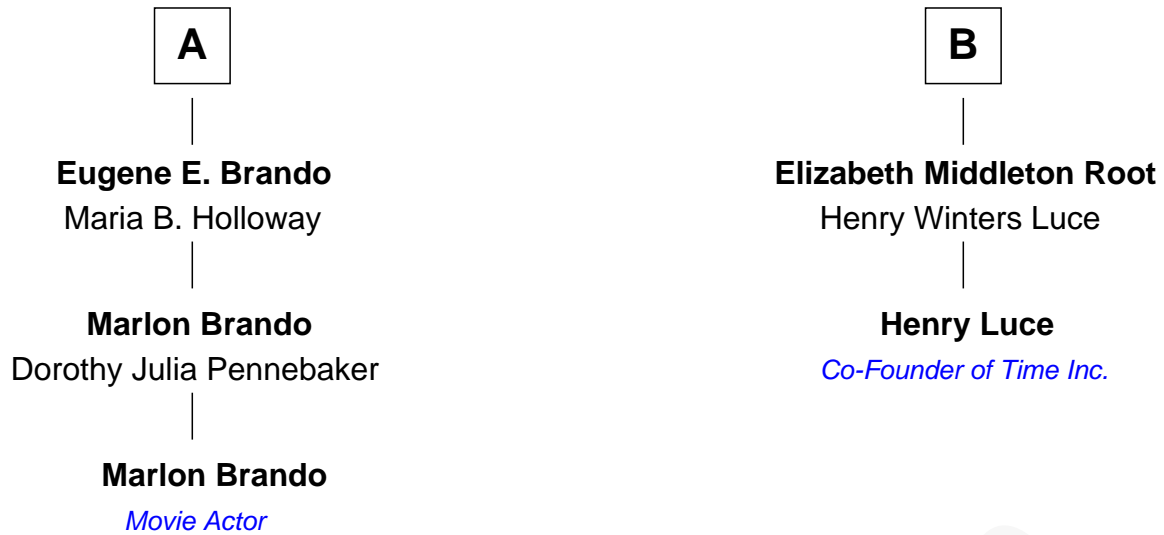 A
Eugene E. Brando
Maria B. Holloway
Marlon Brando
Dorothy Julia Pennebaker
Marlon Brando
Movie Actor
B
Elizabeth Middleton Root
Henry Winters Luce
Henry Luce
Co-Founder of Time Inc.